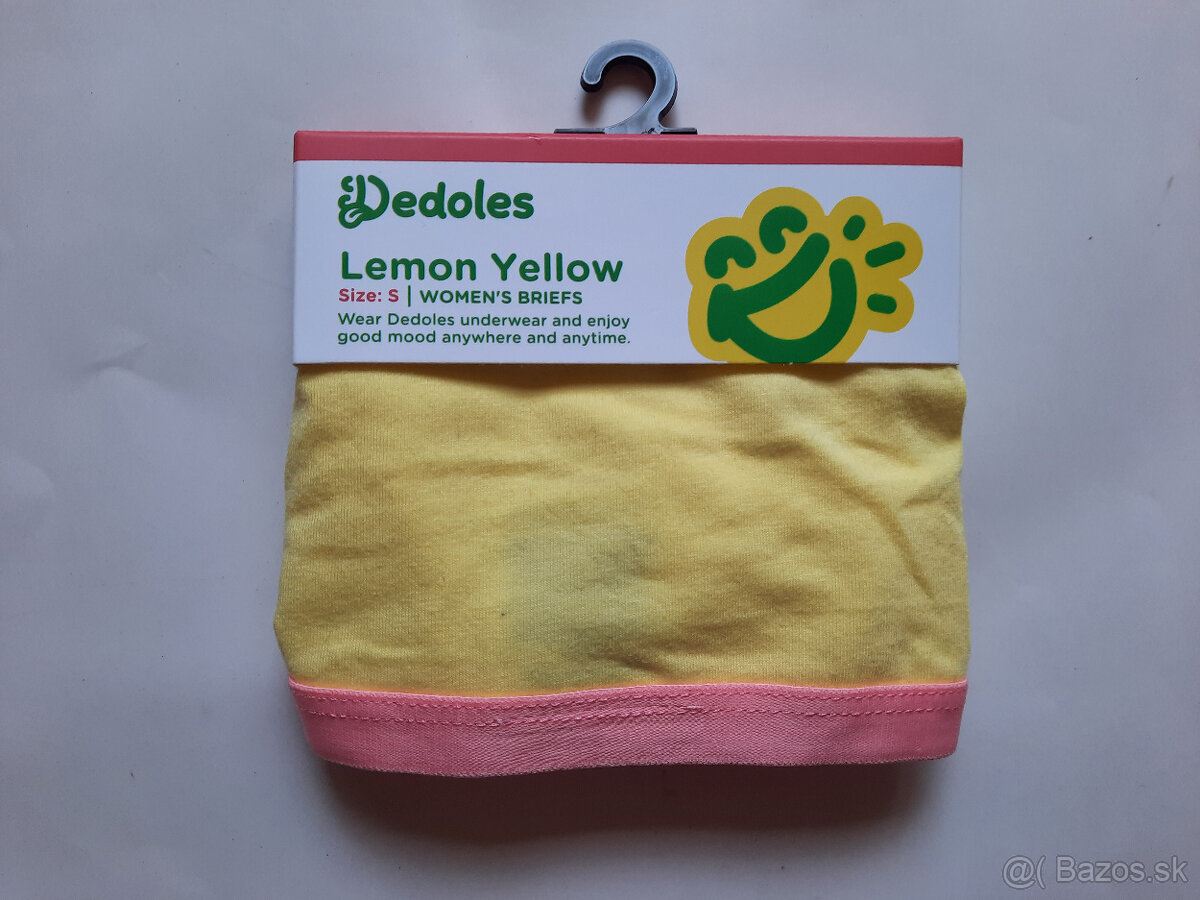 Dedoles
Lemon Yellow
Size: S | WOMEN'S BRIEFS
Wear Dedoles underwear and enjoy
good mood anywhere and anytime.
@( Bazos.sk